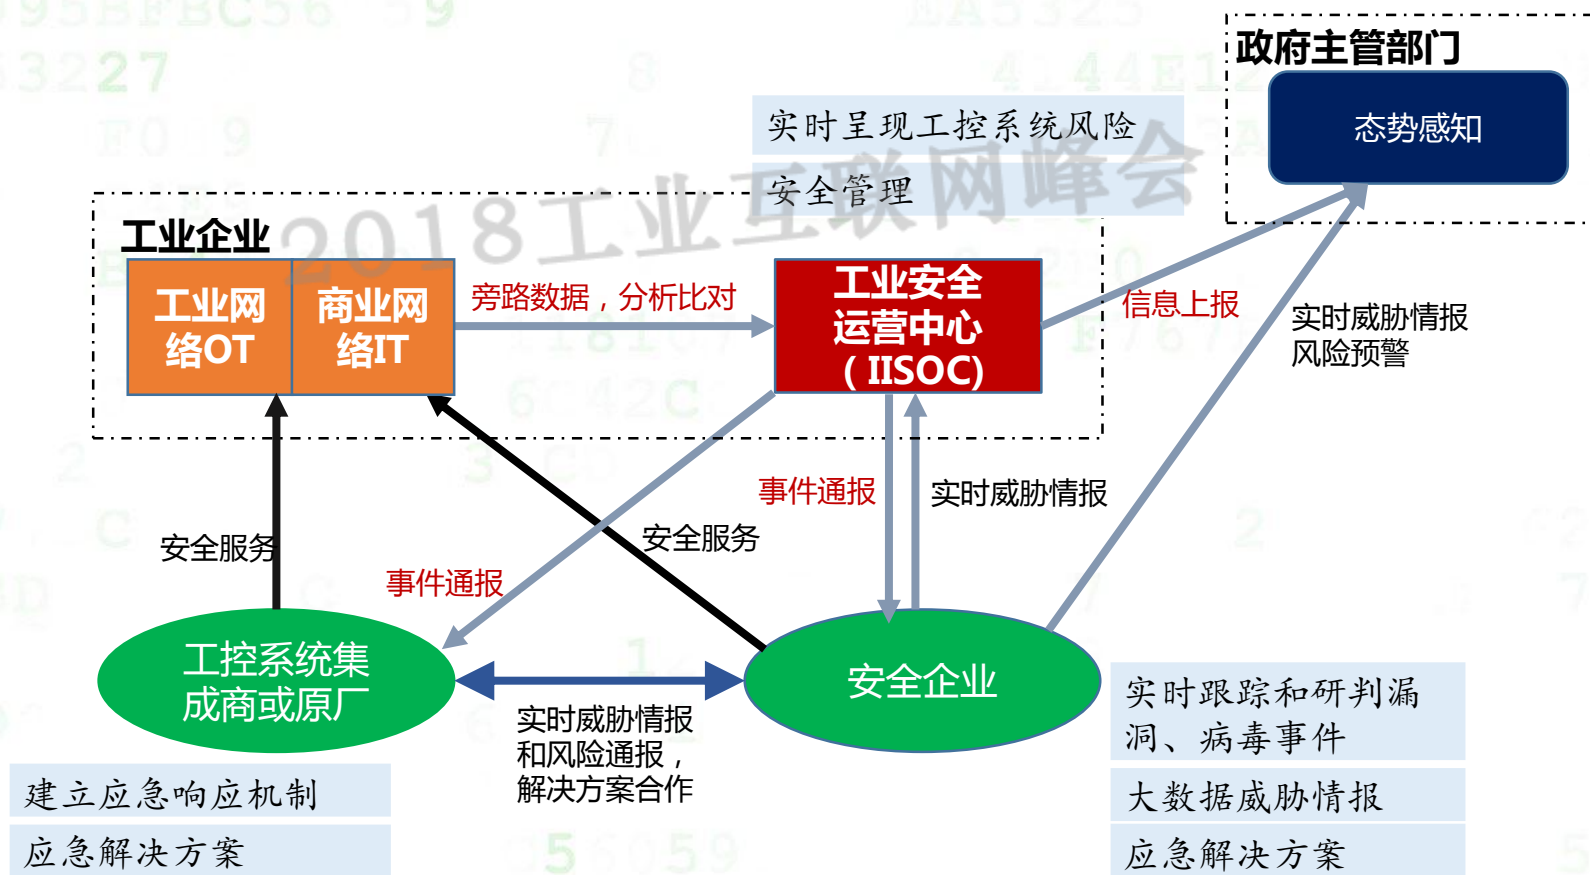 政府主管部门
态势感知
实时呈现工控系统风险
安全管理
2018工业互联网峰会
工业企业
工业网
络OT
商业网
络IT
旁路数据，分析比对
工业安全
运营中心
（IISOC)
信息上报
实时威胁情报
风险预警
事件通报
实时威胁情报
安全服务
安全服务
事件通报
工控系统集
成商或原厂
安全企业
实时威胁情报
和风险通报，
解决方案合作
实时跟踪和研判漏
洞、病毒事件
大数据威胁情报
应急解决方案
建立应急响应机制
应急解决方案